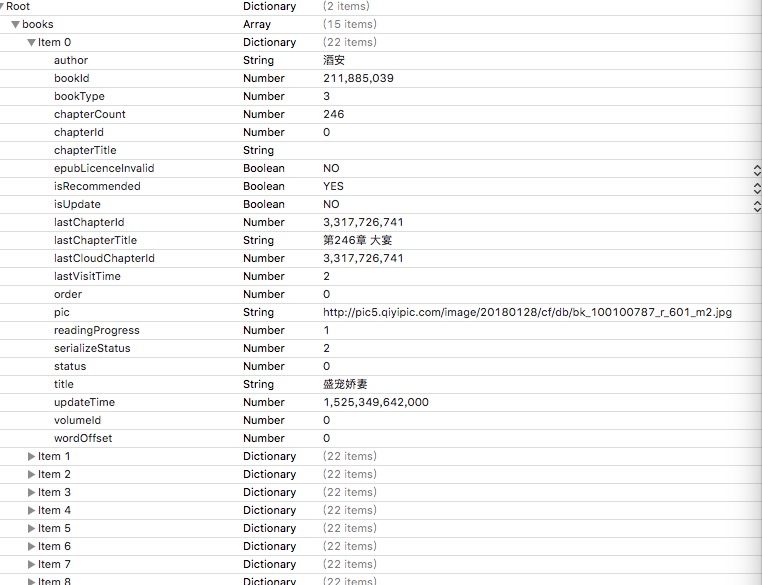 Root Dictionary (2 items)
books Array (15 items)
Item 0 Dictionary (22 items)
author String 酒安
bookId Number 211,885,039
bookType Number 3
chapterCount Number 246
chapterId Number 0
chapterTitle String
epubLicenceInvalid Boolean NO
isRecommended Boolean YES
isUpdate Boolean NO
lastChapterId Number 3,317,726,741
lastChapterTitle String 第246章 大宴
lastCloudChapterId Number 3,317,726,741
lastVisitTime Number 2
order Number 0
pic String http://pic5.qiyipic.com/image/20180128/cf/db/bk_100100787_r_601_m2.jpg
readingProgress Number 1
serializeStatus Number 2
status Number 0
title String 盛宠娇妻
updateTime Number 1,525,349,642,000
volumeId Number 0
wordOffset Number 0
Item 1 Dictionary (22 items)
Item 2 Dictionary (22 items)
Item 3 Dictionary (22 items)
Item 4 Dictionary (22 items)
Item 5 Dictionary (22 items)
Item 6 Dictionary (22 items)
Item 7 Dictionary (22 items)
Item 8 Dictionary (22 items)